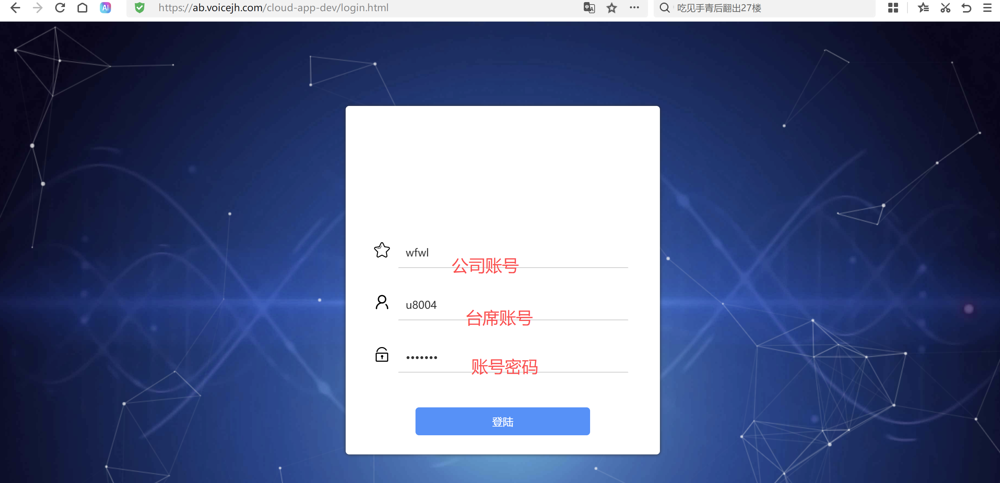 https://ab.voicejh.com/cloud-app-dev/login.html
吃见手青后翻出27楼
AI
wfwl
公司账号
u8004
台席账号
•••••••
账号密码
登陆